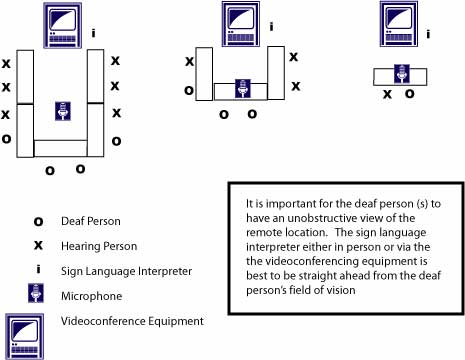 i
x x
x x
x x
o o
o o
i
x x
o x
o o
i
x o
o Deaf Person
x Hearing Person
i Sign Language Interpreter
Microphone
Videoconference Equipment
It is important for the deaf person (s) to
have an unobstructive view of the
remote location. The sign language
interpreter either in person or via the
the videoconferencing equipment is
best to be straight ahead from the deaf
person's field of vision